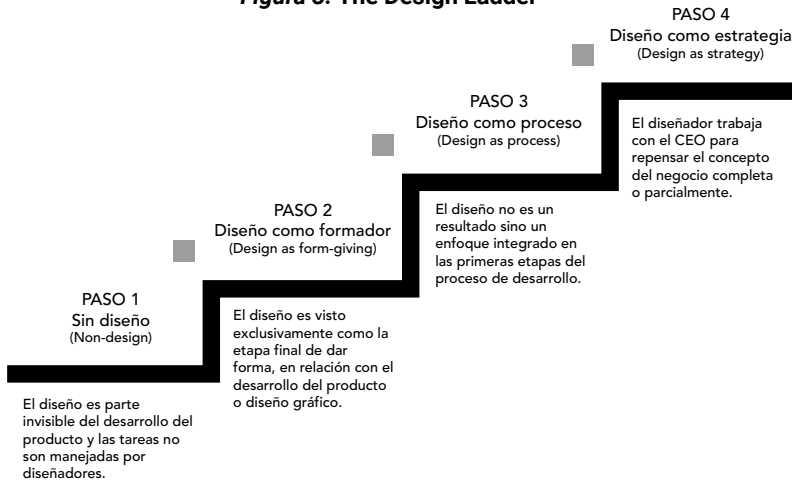 Figura 8. The Design Ladder
PASO 4
Diseño como estrategia
(Design as strategy)
PASO 3
Diseño como proceso
(Design as process)
El diseñador trabaja
con el CEO para
repensar el concepto
del negocio completa
o parcialmente.
PASO 2
Diseño como formador
(Design as form-giving)
El diseño no es un
resultado sino un
enfoque integrado en
las primeras etapas del
proceso de desarrollo.
PASO 1
Sin diseño
(Non-design)
El diseño es visto
exclusivamente como la
etapa final de dar
forma, en relación con el
desarrollo del producto
o diseño gráfico.
El diseño es parte
invisible del desarrollo del
producto y las tareas no
son manejadas por
diseñadores.